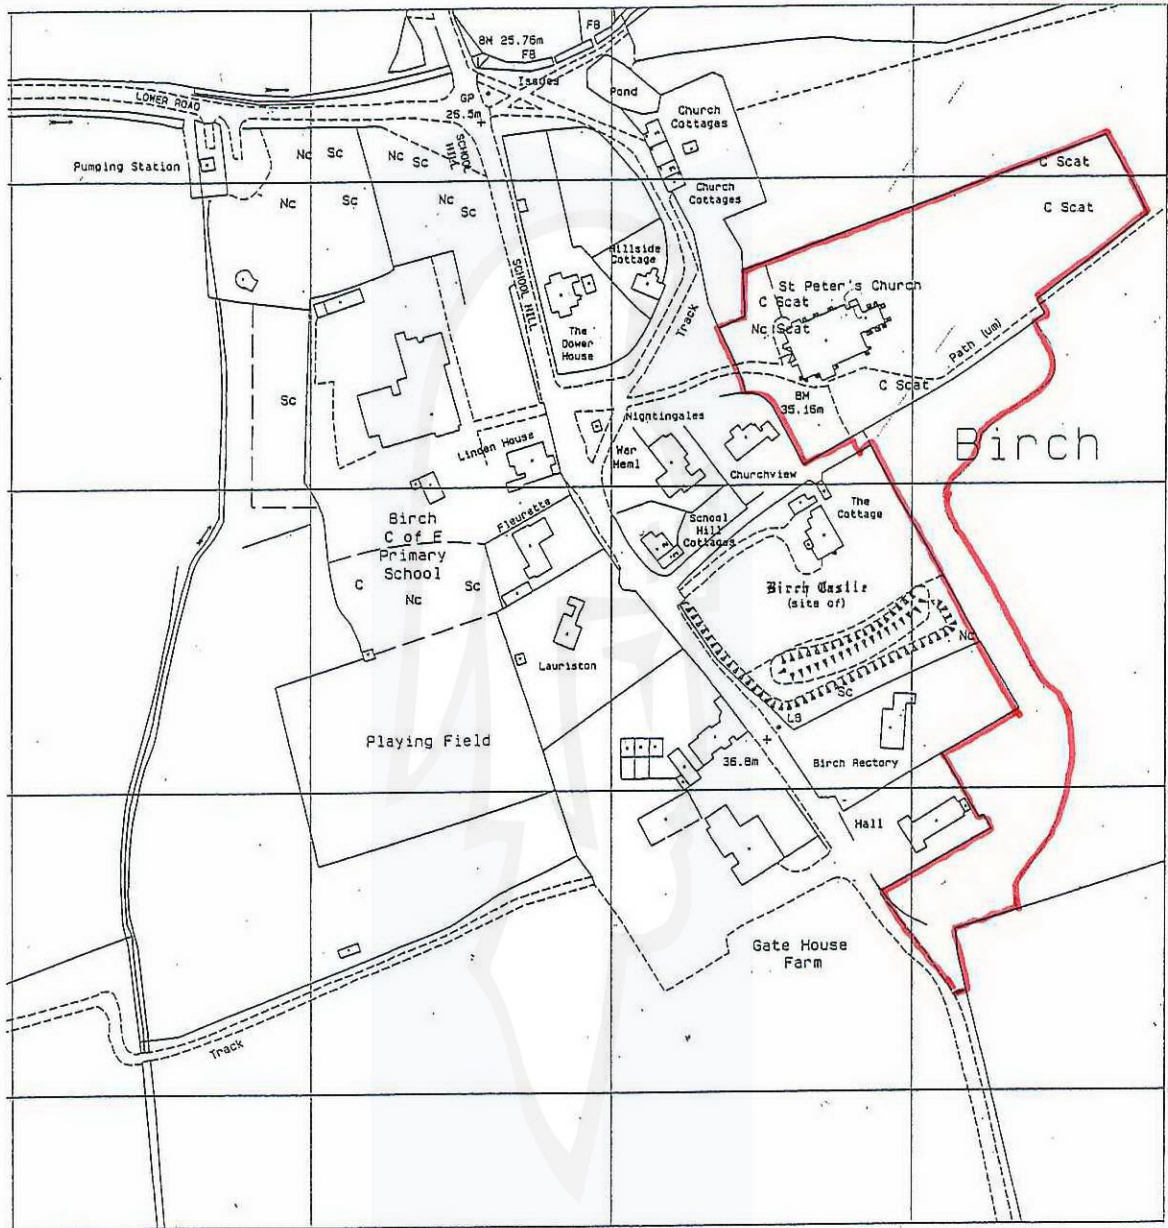 FB
BM 25.76m
FB
Issues
LOWER ROAD
GP
26.5m
Pond
Church
Cottages
SCHOOL
HILL
Pumping Station
Nc
Sc
Nc
Sc
C Scat
Nc
Sc
Nc
Sc
Church
Cottages
C Scat
Hillside
Cottage
SCHOOL HILL
St Peter's Church
C Scat
Track
The
Dower
House
Nc Scat
Path (um)
Sc
C Scat
BM
35.16m
Nightingales
War
Meml
Linden House
Birch
Churchview
The
Cottage
Fleurette
School
Hill
Cottages
Birch
C of E
Primary
School
C
Nc
Sc
Birch Castle
(site of)
Nc
Lauriston
Sc
LB
Playing Field
36.8m
Birch Rectory
Hall
Gate House
Farm
Track